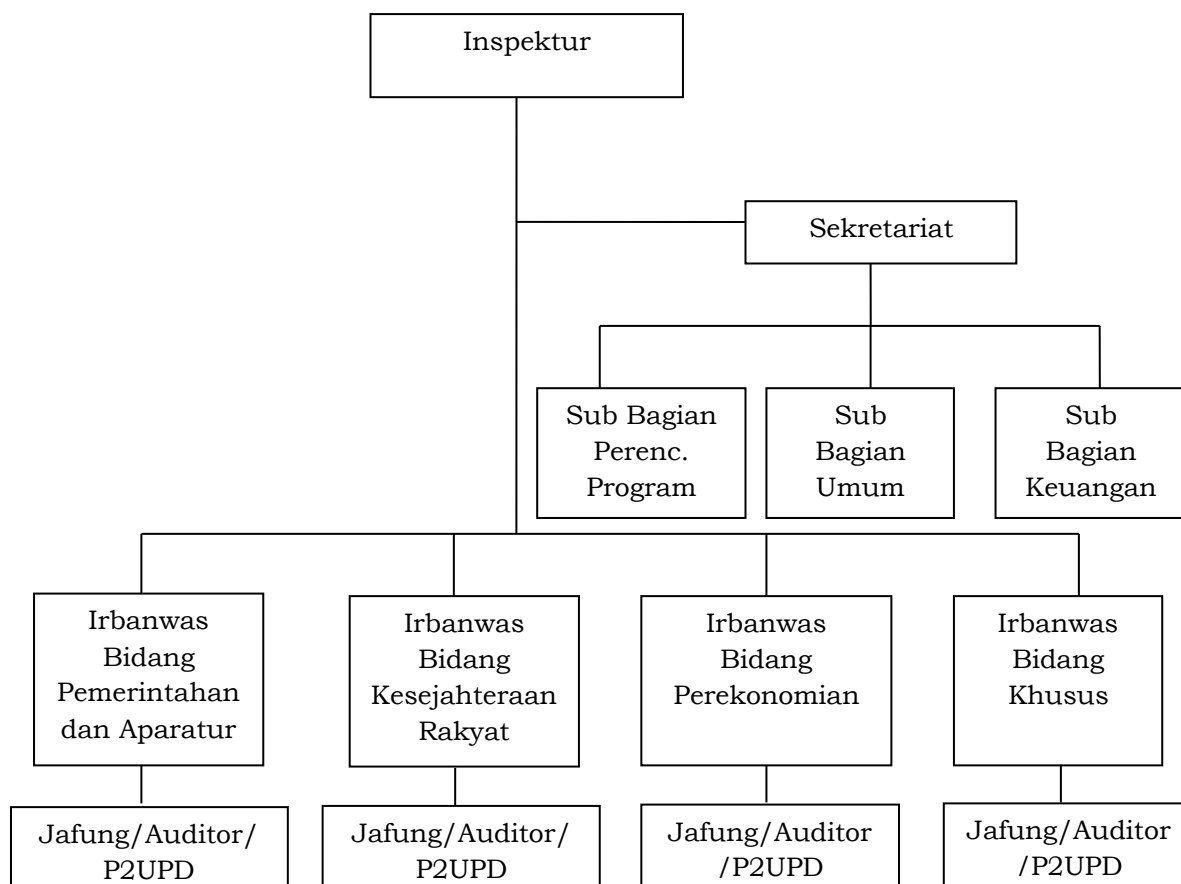 Inspektur
Sekretariat
Sub Bagian
Perenc.
Program
Sub
Bagian
Umum
Sub
Bagian
Keuangan
Irbanwas
Bidang
Pemerintahan
dan Aparatur
Irbanwas
Bidang
Kesejahteraan
Rakyat
Irbanwas
Bidang
Perekonomian
Irbanwas
Bidang
Khusus
Jafung/Auditor/
P2UPD
Jafung/Auditor/
P2UPD
Jafung/Auditor
/P2UPD
Jafung/Auditor
/P2UPD